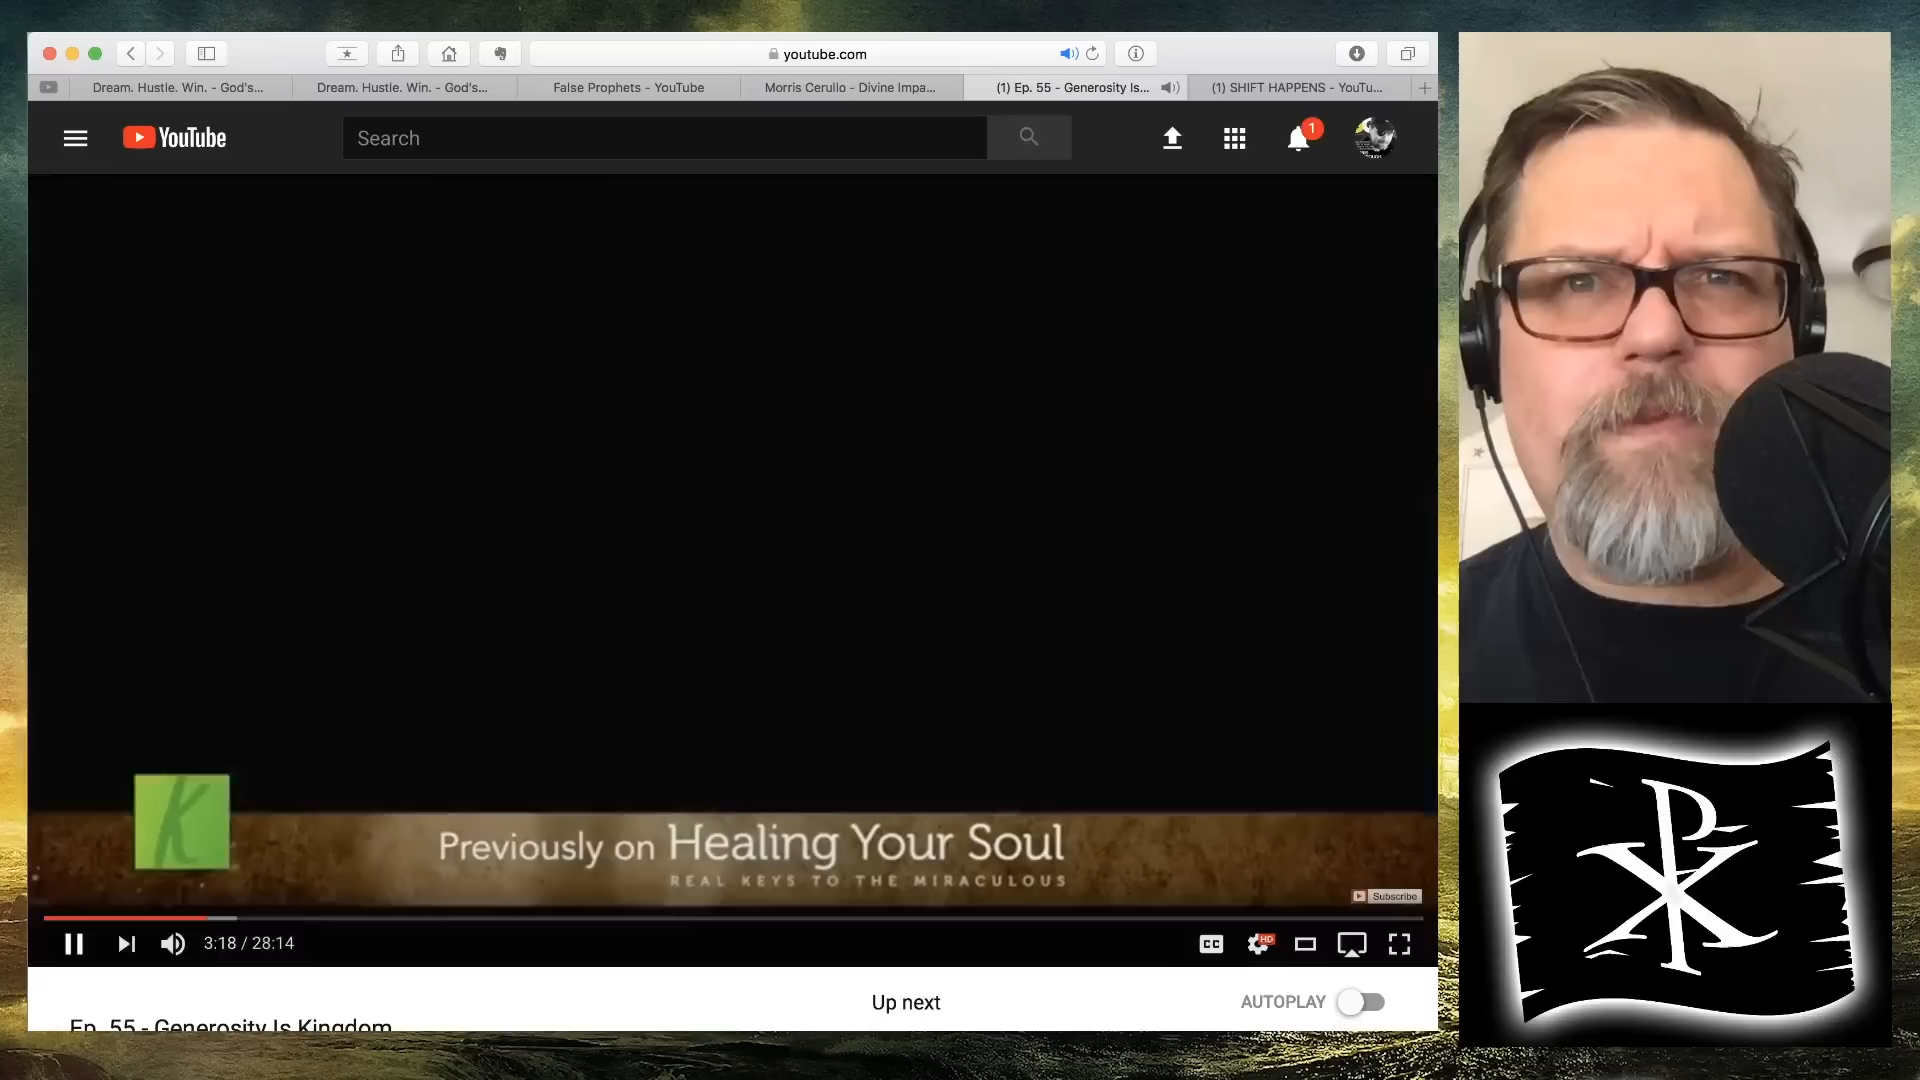 youtube.com
Dream. Hustle. Win. - God's...
Dream. Hustle. Win. - God's...
False Prophets - YouTube
Morris Cerullo - Divine Impa...
(1) Ep. 55 - Generosity Is...
(1) SHIFT HAPPENS - YouTu...
YouTube
Search
1
K
Previously on Healing Your Soul
REAL KEYS TO THE MIRACULOUS
Subscribe
3:18 / 28:14
CC
HD
Up next
AUTOPLAY
Ep. 55 - Generosity Is Kingdom